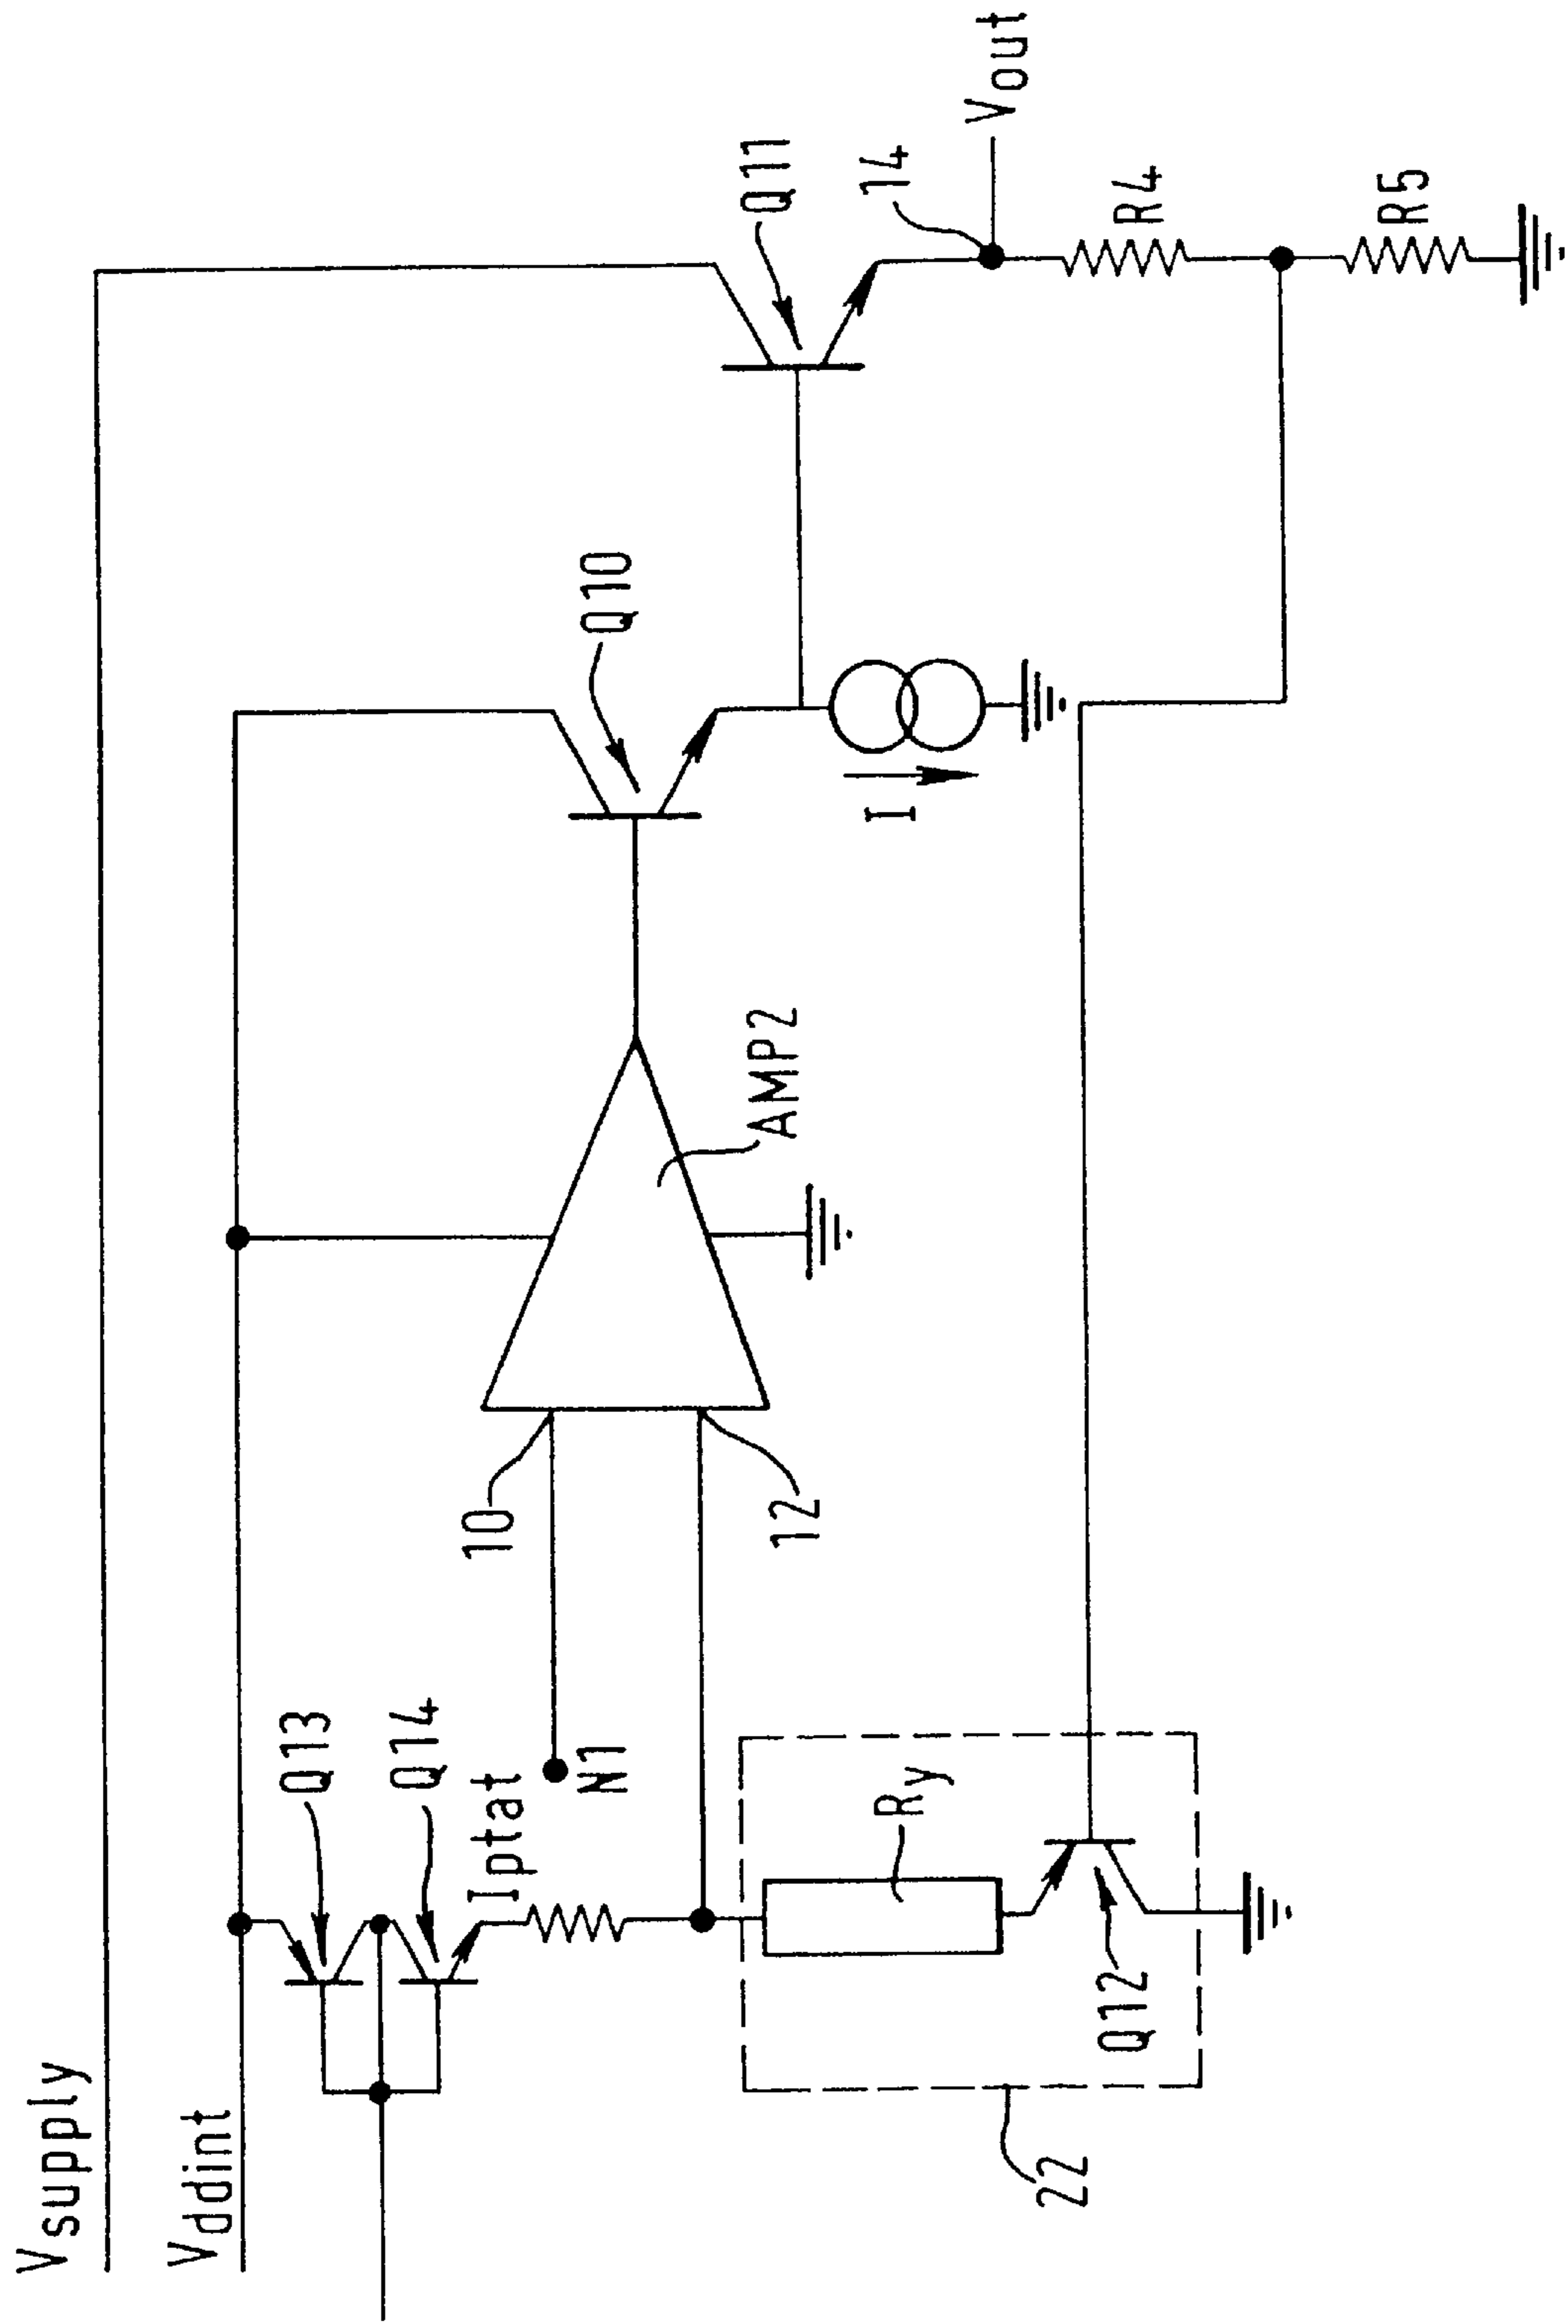 Vsupply
Vddint
Q13
Q14
Iptat
N1
10
12
AMP2
Q10
I
Q11
14
Vout
R4
R5
Ry
Q12
22